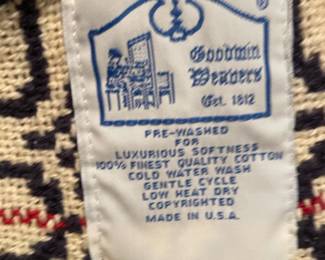 ®
Goodwin
Weavers
Est. 1812
PRE-WASHED
FOR
LUXURIOUS SOFTNESS
100% FINEST QUALITY COTTON
COLD WATER WASH
GENTLE CYCLE
LOW HEAT DRY
COPYRIGHTED
MADE IN U.S.A.